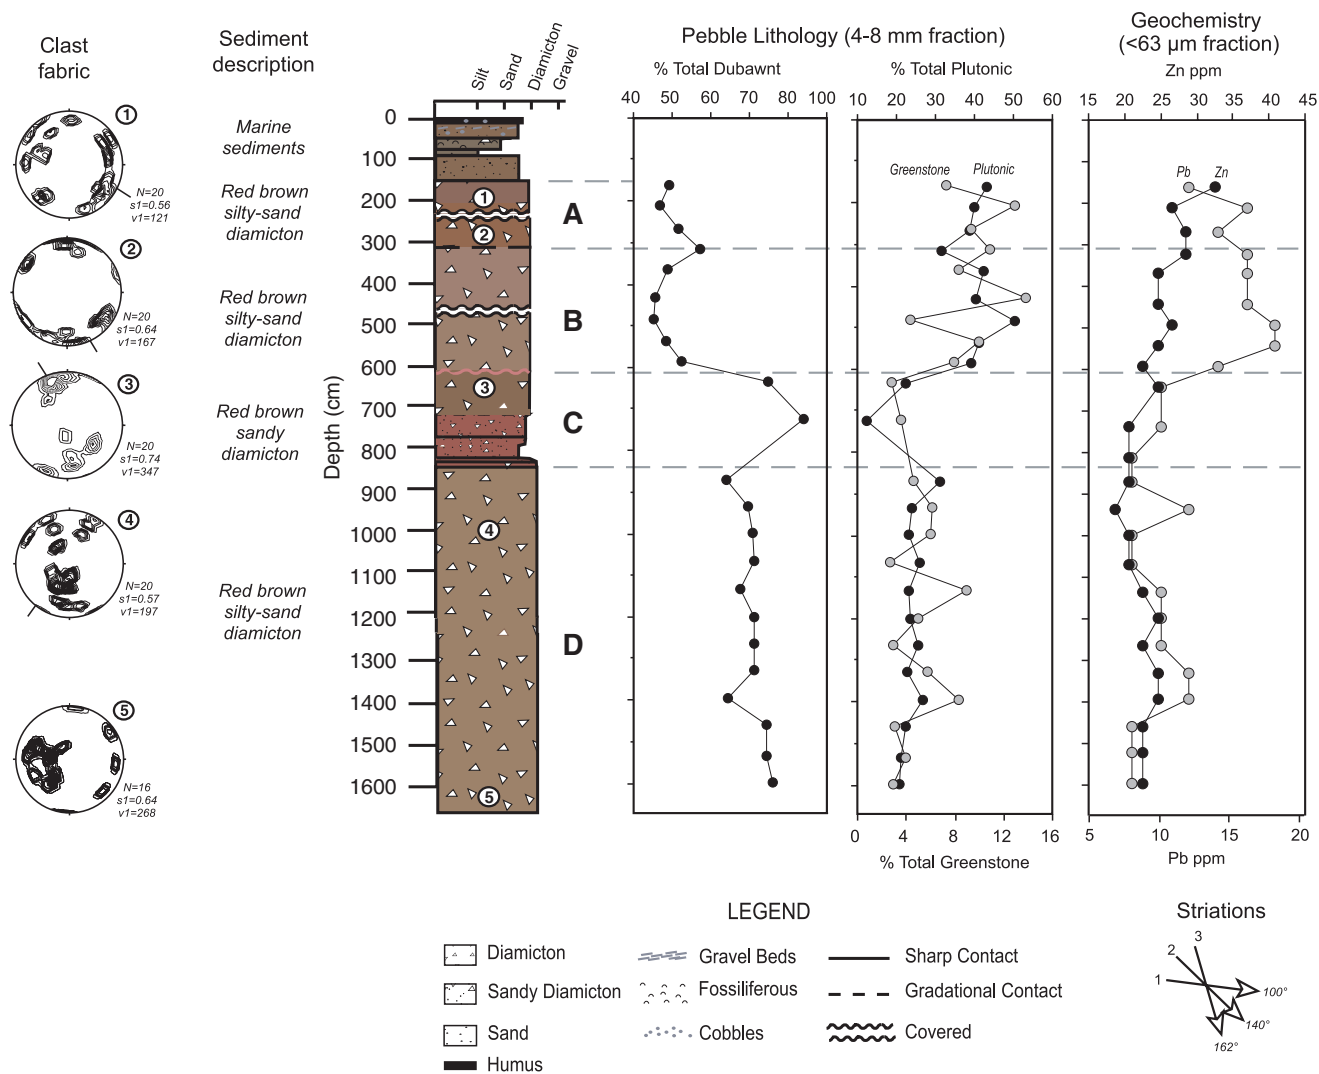 Clast
fabric
Sediment
description
Silt
Sand
Diamicton
Gravel
Pebble Lithology (4-8 mm fraction)
% Total Dubawnt
40 50 60 70 80 100
% Total Plutonic
10 20 30 40 50 60
Geochemistry
(<63 µm fraction)
Zn ppm
15 20 25 30 35 40 45
Depth (cm)
0
100
200
300
400
500
600
700
800
900
1000
1100
1200
1300
1400
1500
1600
1
N=20
s1=0.56
v1=121
2
N=20
s1=0.64
v1=167
3
N=20
s1=0.74
v1=347
4
N=20
s1=0.57
v1=197
5
N=16
s1=0.64
v1=268
Marine
sediments
Red brown
silty-sand
diamicton
Red brown
silty-sand
diamicton
Red brown
sandy
diamicton
Red brown
silty-sand
diamicton
1
2
3
4
5
A
B
C
D
Greenstone
Plutonic
Pb
Zn
0 4 8 12 16
% Total Greenstone
5 10 15 20
Pb ppm
LEGEND
Diamicton
Sandy Diamicton
Sand
Humus
Gravel Beds
Fossiliferous
Cobbles
Sharp Contact
Gradational Contact
Covered
Striations
1
2
3
100°
140°
162°